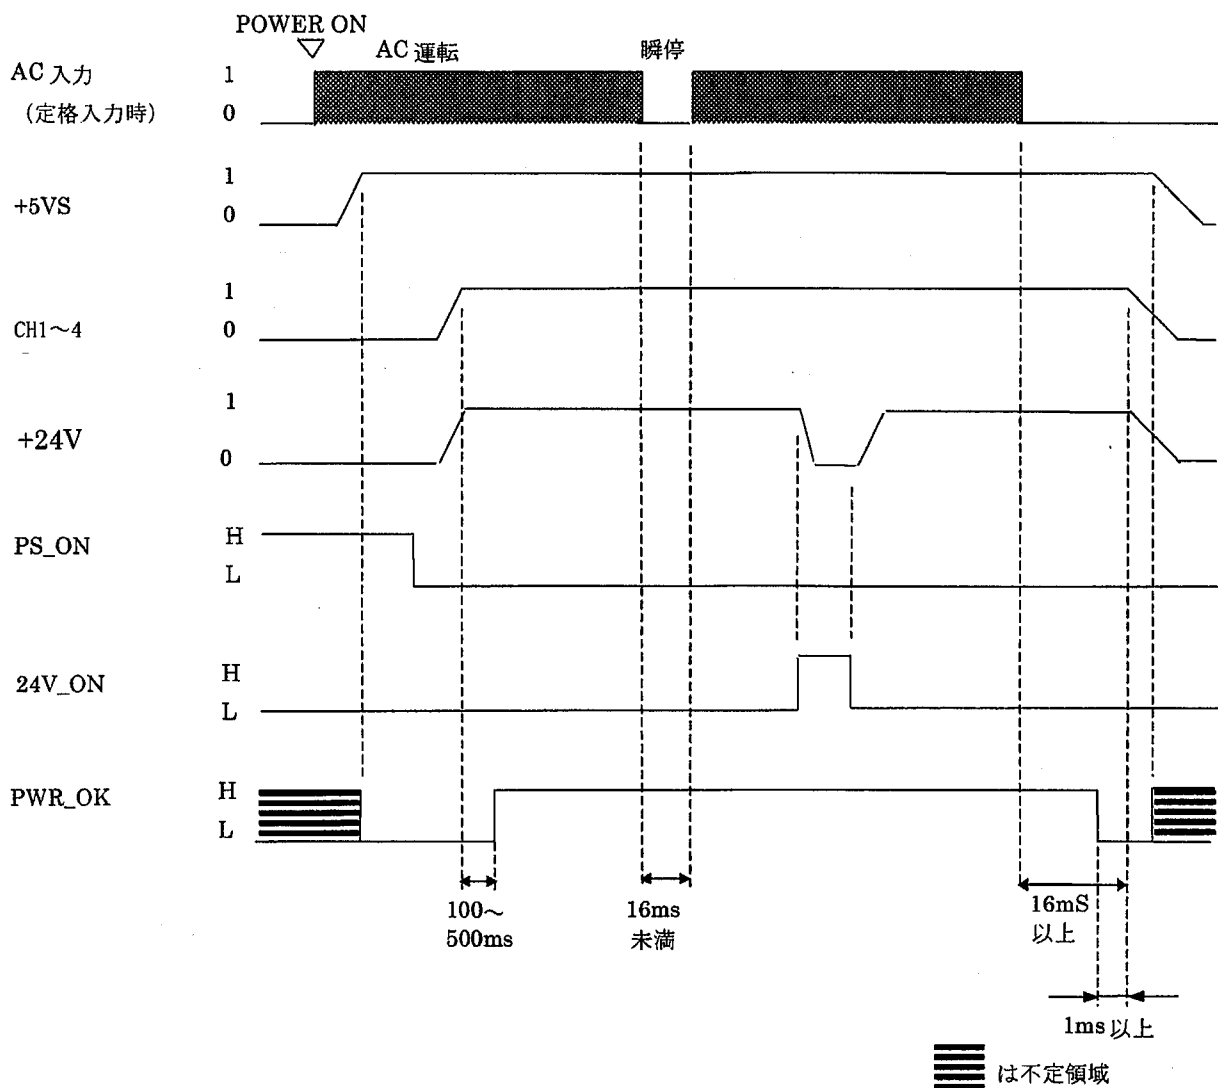 POWER ON
AC 運転
瞬停
AC 入力
1
(定格入力時)
0
+5VS
1
0
CH1～4
1
0
+24V
1
0
PS_ON
H
L
24V_ON
H
L
PWR_OK
H
L
100～
500ms
16ms
未満
16mS
以上
1ms 以上
は不定領域